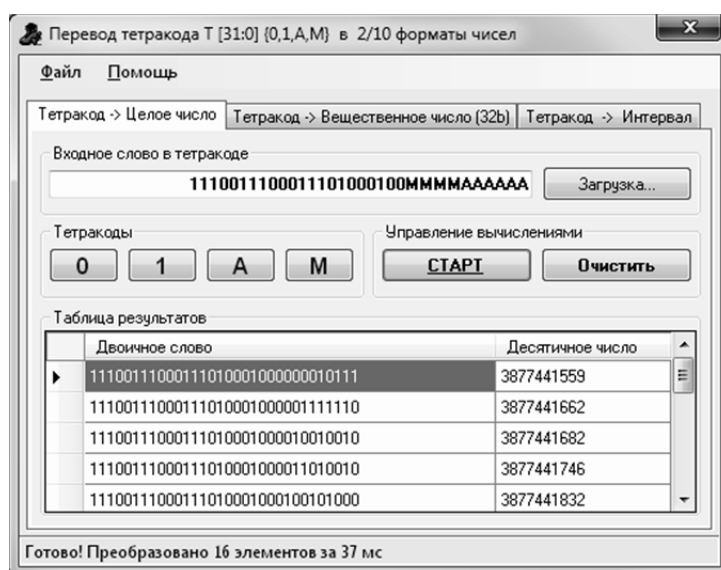 Перевод тетракода T [31:0] {0,1,A,M} в 2/10 форматы чисел
Файл Помощь
Тетракод -> Целое число Тетракод -> Вещественное число (32b) Тетракод -> Интервал
Входное слово в тетракоде
1110011100011101000100MMMMAAAAAA Загрузка...
Тетракоды Управление вычислениями
0 1 A M СТАРТ Очистить
Таблица результатов
Двоичное слово Десятичное число
11100111000111010001000000010111 3877441559
11100111000111010001000001111110 3877441662
11100111000111010001000010010010 3877441682
11100111000111010001000011010010 3877441746
11100111000111010001000100101000 3877441832
Готово! Преобразовано 16 элементов за 37 мс